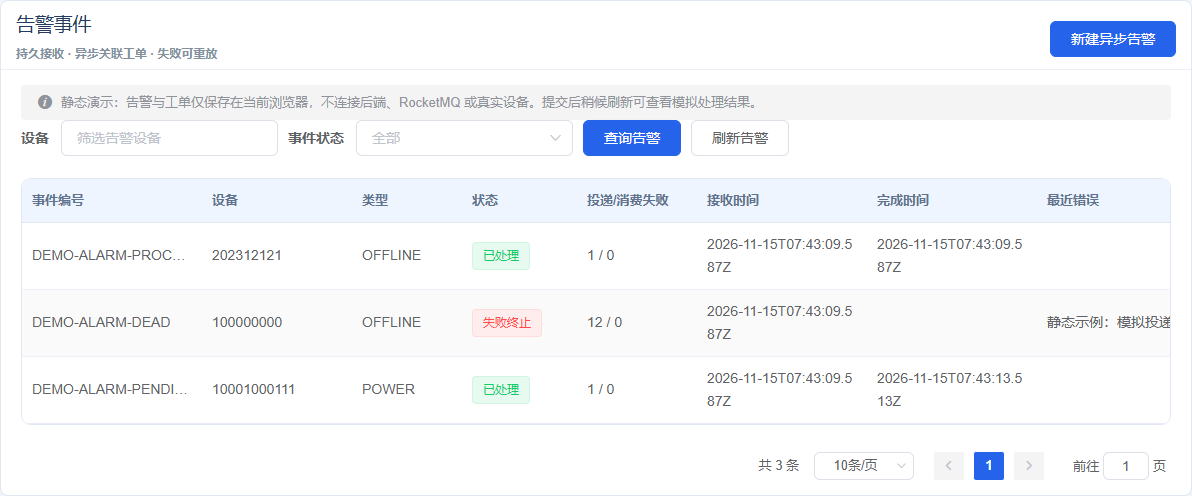 告警事件
持久接收 · 异步关联工单 · 失败可重放
新建异步告警
静态演示：告警与工单仅保存在当前浏览器，不连接后端、RocketMQ 或真实设备。提交后稍候刷新可查看模拟处理结果。
设备 筛选告警设备 事件状态 全部 查询告警 刷新告警
事件编号 设备 类型 状态 投递/消费失败 接收时间 完成时间 最近错误
DEMO-ALARM-PROC... 202312121 OFFLINE 已处理 1 / 0 2026-11-15T07:43:09.5 2026-11-15T07:43:09.5
87Z 87Z
DEMO-ALARM-DEAD 100000000 OFFLINE 失败终止 12 / 0 2026-11-15T07:43:09.5 静态示例：模拟投递
87Z
DEMO-ALARM-PENDI... 10001000111 POWER 已处理 1 / 0 2026-11-15T07:43:09.5 2026-11-15T07:43:13.5
87Z 13Z
共 3 条 10条/页 1 前往 1 页